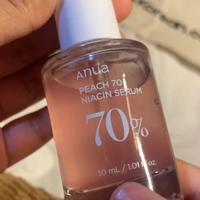 Anua
PEACH 70
NIACIN SERUM
70%
30 mL / 1.01 fl.oz.